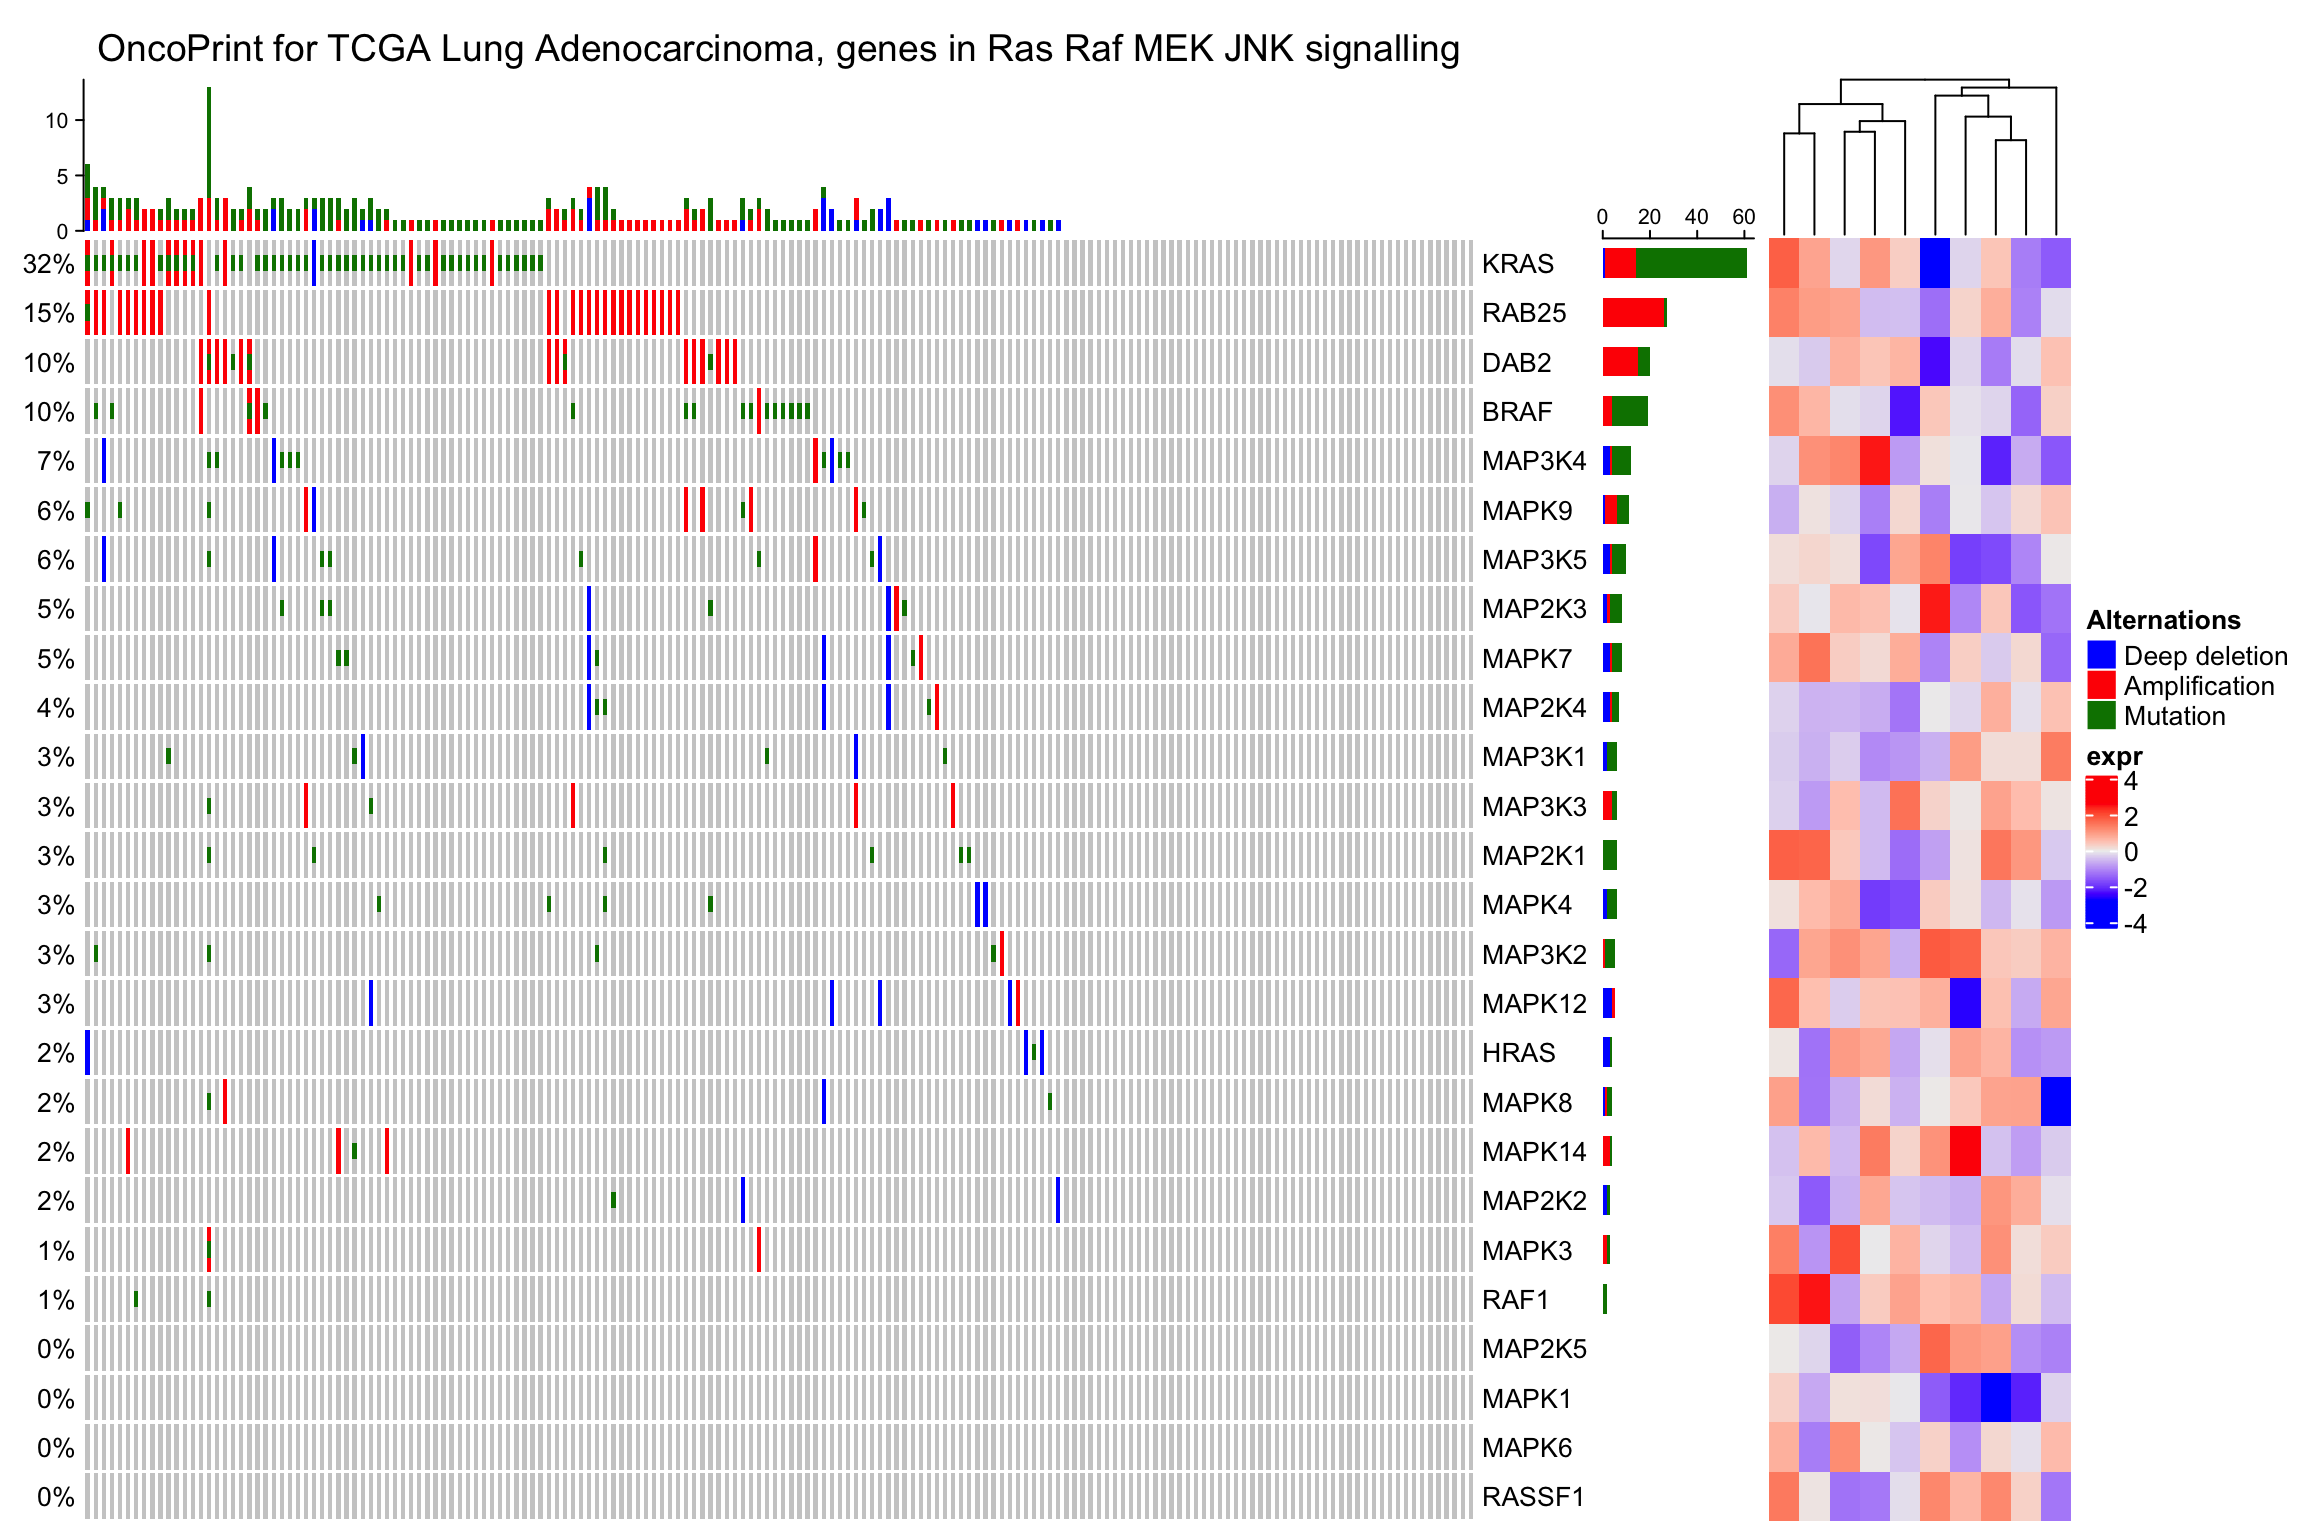 OncoPrint for TCGA Lung Adenocarcinoma, genes in Ras Raf MEK JNK signalling
10
5
0
0 20 40 60
32% KRAS
15% RAB25
10% DAB2
10% BRAF
7% MAP3K4
6% MAPK9
6% MAP3K5
5% MAP2K3
5% MAPK7
4% MAP2K4
3% MAP3K1
3% MAP3K3
3% MAP2K1
3% MAPK4
3% MAP3K2
3% MAPK12
2% HRAS
2% MAPK8
2% MAPK14
2% MAP2K2
1% MAPK3
1% RAF1
0% MAP2K5
0% MAPK1
0% MAPK6
0% RASSF1
Alternations
Deep deletion
Amplification
Mutation
expr
4
2
0
-2
-4